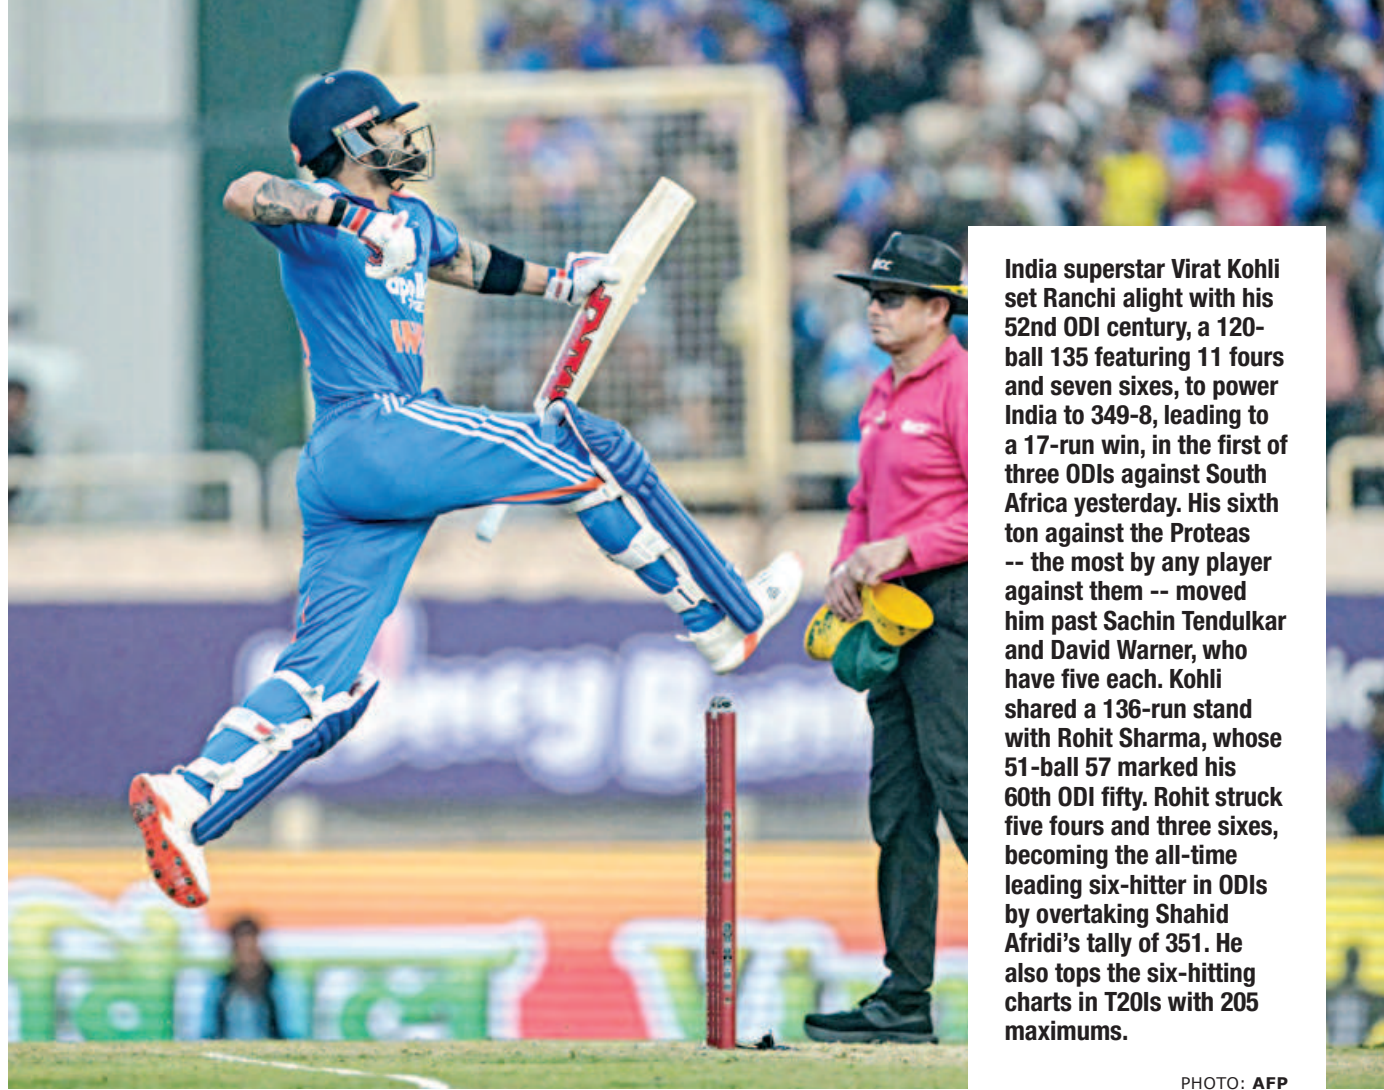 India superstar Virat Kohli
set Ranchi alight with his
52nd ODI century, a 120-
ball 135 featuring 11 fours
and seven sixes, to power
India to 349-8, leading to
a 17-run win, in the first of
three ODIs against South
Africa yesterday. His sixth
ton against the Proteas
-- the most by any player
against them -- moved
him past Sachin Tendulkar
and David Warner, who
have five each. Kohli
shared a 136-run stand
with Rohit Sharma, whose
51-ball 57 marked his
60th ODI fifty. Rohit struck
five fours and three sixes,
becoming the all-time
leading six-hitter in ODIs
by overtaking Shahid
Afridi’s tally of 351. He
also tops the six-hitting
charts in T20Is with 205
maximums.
PHOTO: AFP